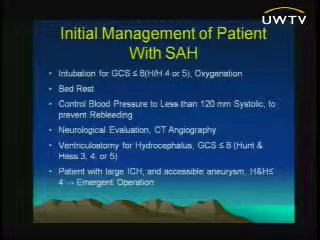 UWTV
Initial Management of Patient
With SAH
• Intubation for GCS ≤ 8(H/H 4 or 5), Oxygenation
• Bed Rest
• Control Blood Pressure to Less than 120 mm Systolic, to
prevent Rebleeding
• Neurological Evaluation, CT Angiography
• Ventriculostomy for Hydrocephalus, GCS ≤ 8 (Hunt &
Hess 3, 4, or 5)
• Patient with large ICH, and accessible aneurysm, H&H≤
4 → Emergent Operation